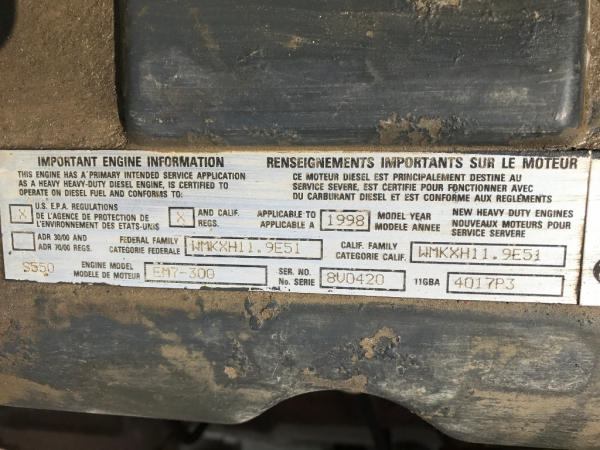 IMPORTANT ENGINE INFORMATION
THIS ENGINE HAS A PRIMARY INTENDED SERVICE APPLICATION
AS A HEAVY HEAVY-DUTY DIESEL ENGINE, IS CERTIFIED TO
OPERATE ON DIESEL FUEL AND CONFORMS TO:
RENSEIGNEMENTS IMPORTANTS SUR LE MOTEUR
CE MOTEUR DIESEL EST PRINCIPALEMENT DESTINE AU
SERVICE SEVERE, EST CERTIFIE POUR FONCTIONNER AVEC
DU CARBURANT DIESEL ET EST CONFORME AUX REGLEMENTS
X U.S. E.P.A. REGULATIONS
DE L'AGENCE DE PROTECTION DE
L'ENVIRONNEMENT DES ETATS-UNIS
X AND CALIF.
REGS.
APPLICABLE TO
APPLICABLE A
1998
MODEL YEAR
MODELE ANNEE
NEW HEAVY DUTY ENGINES
NOUVEAUX MOTEURS POUR
SERVICE SERVERE
ADR 30/00 AND
ADR 70/00 REGS.
FEDERAL FAMILY
CATEGORIE FEDERALE
WMKXH11.9E51
CALIF. FAMILY
CATEGORIE CALIF.
WMKXH11.9E51
S550
ENGINE MODEL
MODELE DE MOTEUR
EM7-300
SER. NO.
No. SERIE
8V0420
11GBA
4017P3